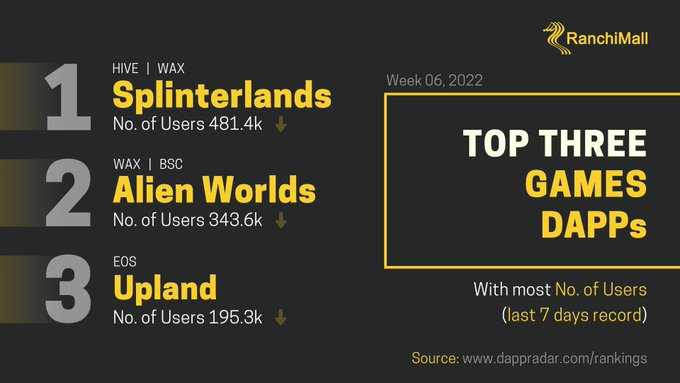 RanchiMall
1
HIVE | WAX
Splinterlands
No. of Users 481.4k
2
WAX | BSC
Alien Worlds
No. of Users 343.6k
3
EOS
Upland
No. of Users 195.3k
Week 06, 2022
TOP THREE
GAMES
DAPPs
With most No. of Users
(last 7 days record)
Source: www.dappradar.com/rankings